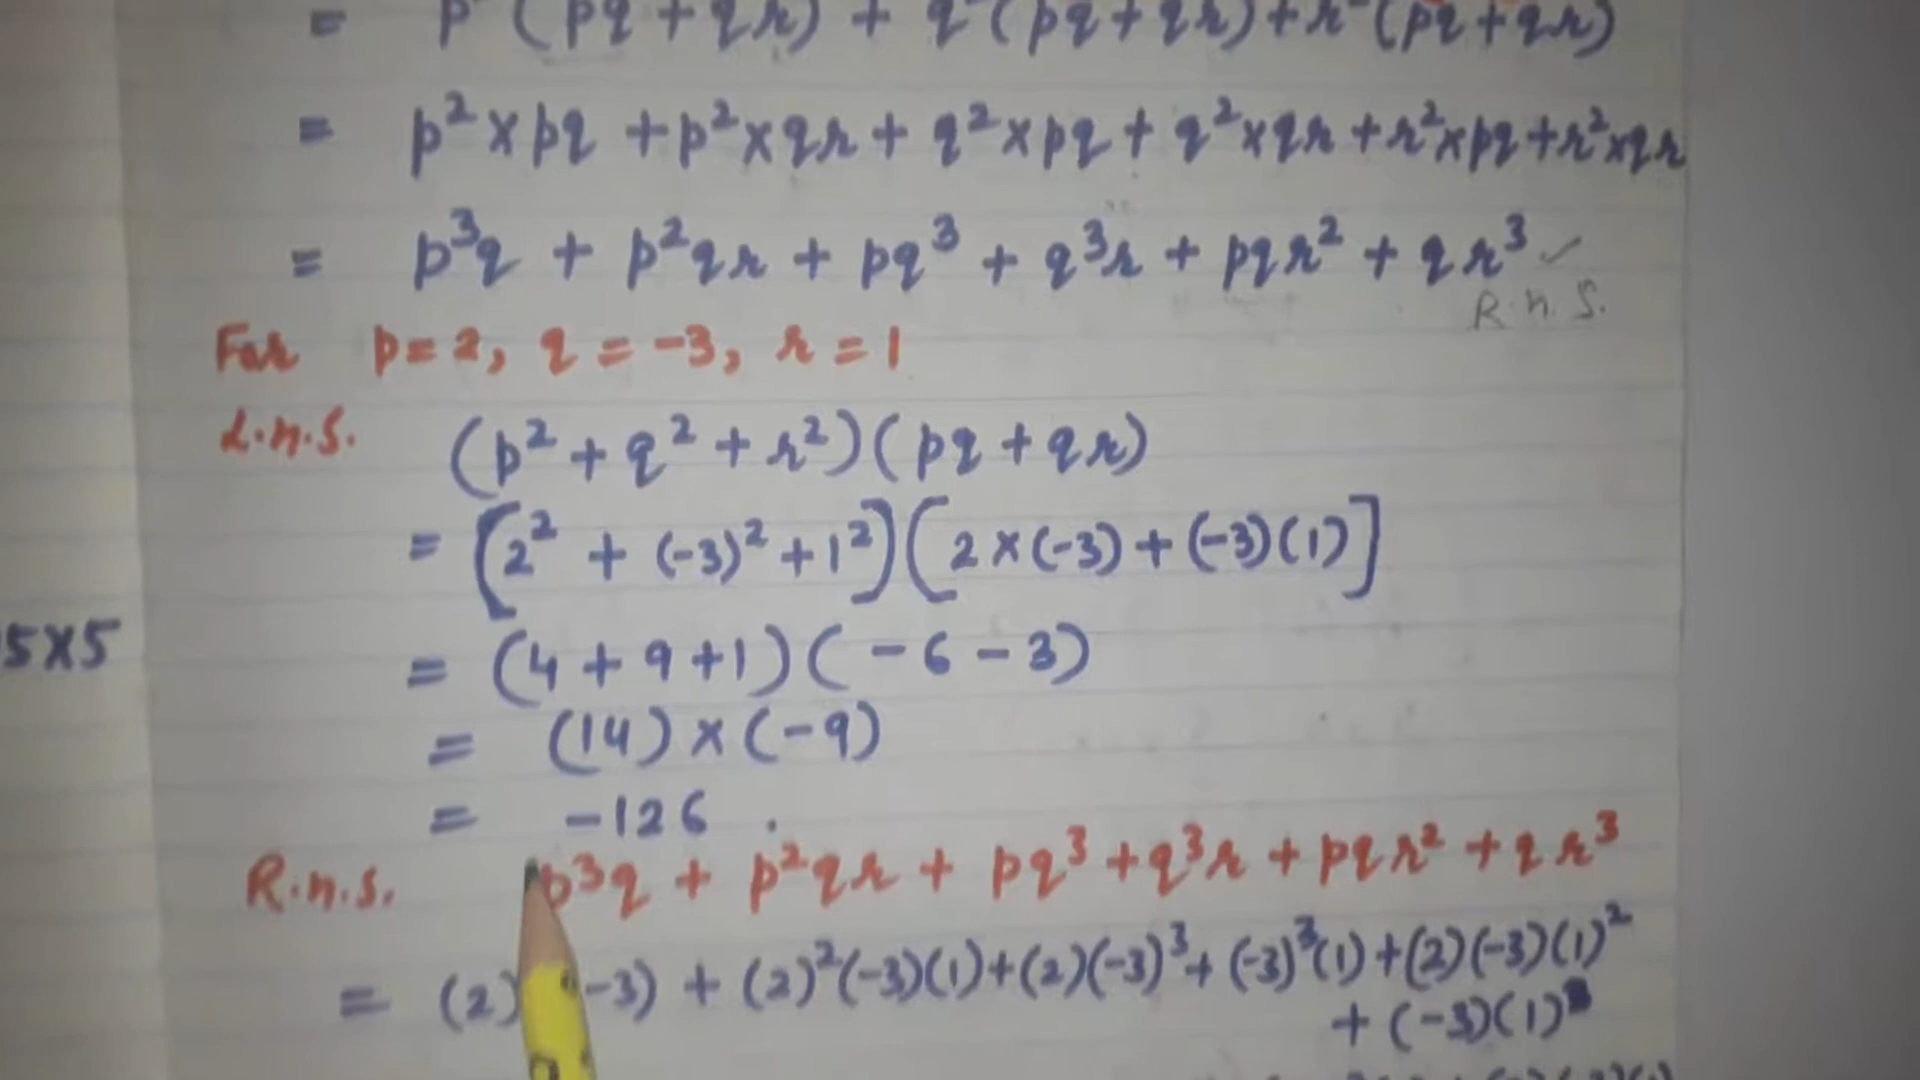 = p²(pq+qr) + q²(pq+qr)+r²(pq+qr)
= p²×pq +p²×qr+ q²×pq+ q²×qr+r²×pq+r²×qr
= p³q + p²qr + pq³ + q³r + pqr² + qr³ ✓
R.H.S.
For p=2, q=-3, r=1
L.H.S. (p²+q²+r²)(pq+qr)
= [2² + (-3)²+1²][2×(-3)+(-3)(1)]
5×5
= (4+9+1)(-6-3)
= (14)×(-9)
= -126.
R.H.S. p³q + p²qr + pq³+q³r+pqr²+qr³
= (2) -3) + (2)²(-3)(1)+(2)(-3)³+(-3)³(1)+(2)(-3)(1)²
+(-3)(1)³